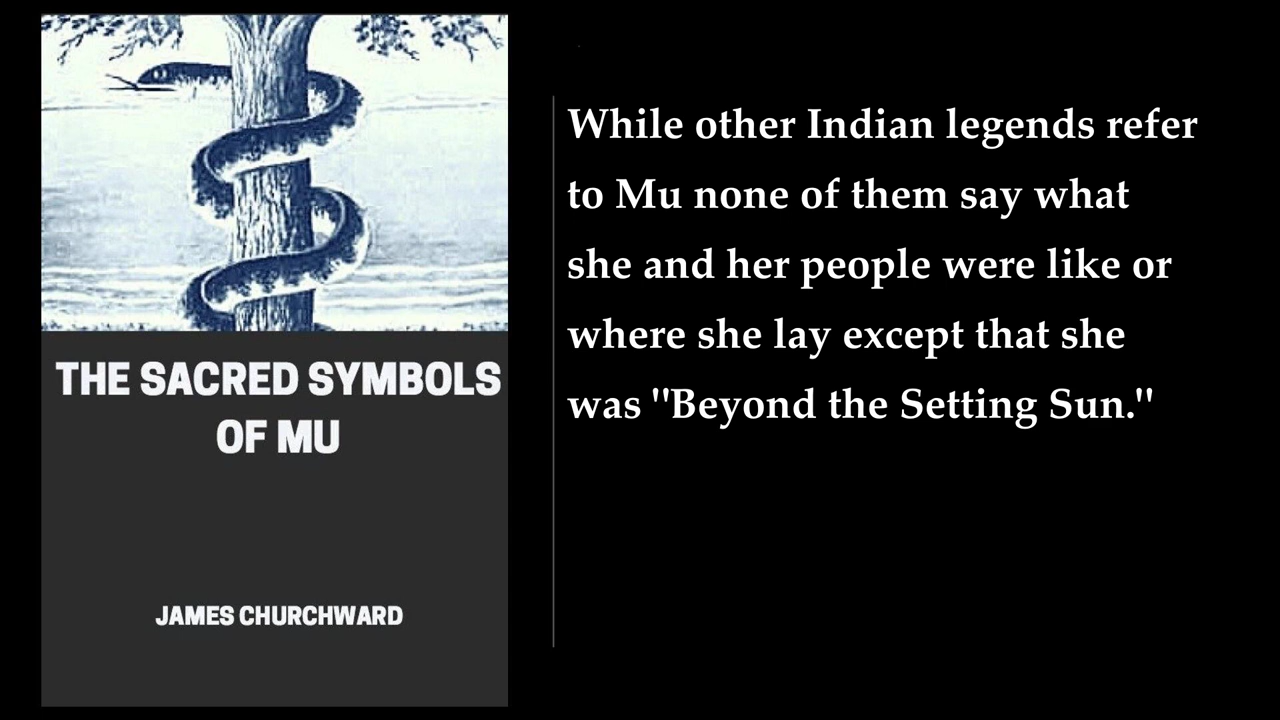 THE SACRED SYMBOLS
OF MU
JAMES CHURCHWARD
While other Indian legends refer
to Mu none of them say what
she and her people were like or
where she lay except that she
was "Beyond the Setting Sun."